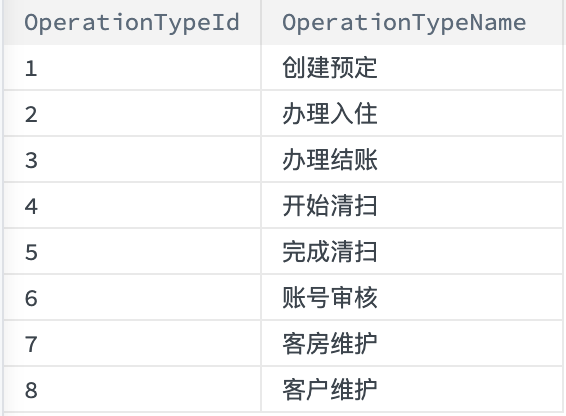 OperationTypeId OperationTypeName
1 创建预定
2 办理入住
3 办理结账
4 开始清扫
5 完成清扫
6 账号审核
7 客房维护
8 客户维护